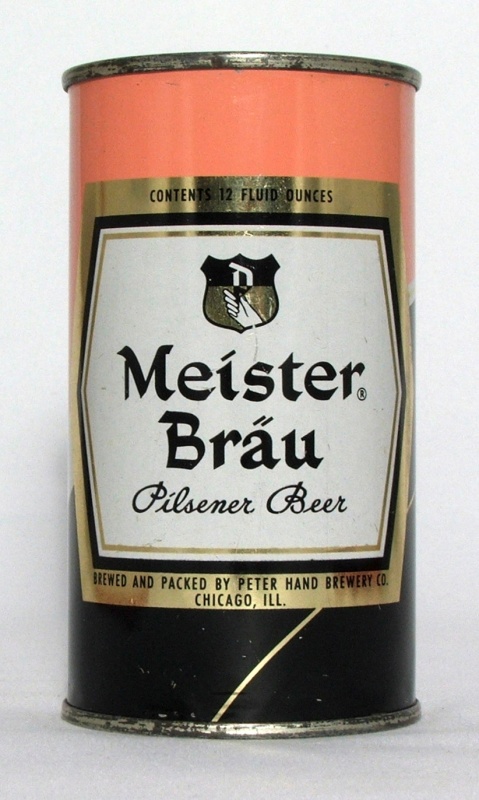 CONTENTS 12 FLUID OUNCES
Meister®
Bräu
Pilsener Beer
BREWED AND PACKED BY PETER HAND BREWERY CO.
CHICAGO, ILL.